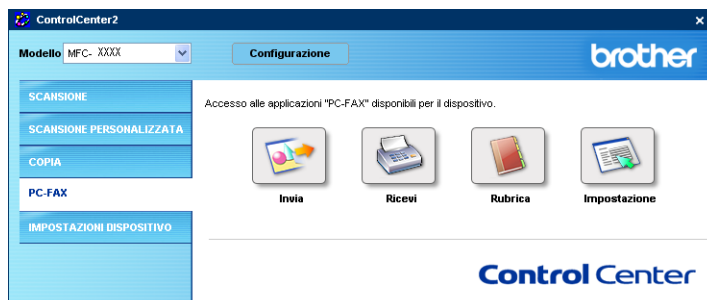 ControlCenter2
Modello MFC- XXXX Configurazione brother
SCANSIONE
Accesso alle applicazioni "PC-FAX" disponibili per il dispositivo.
SCANSIONE PERSONALIZZATA
COPIA
PC-FAX
Invia Ricevi Rubrica Impostazione
IMPOSTAZIONI DISPOSITIVO
Control Center